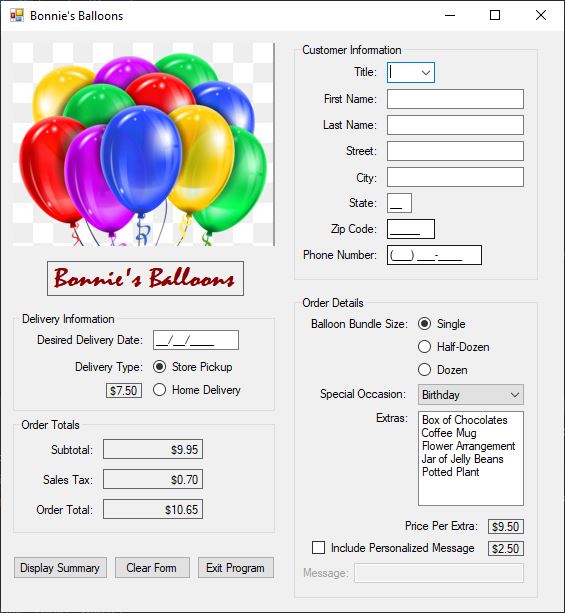 Bonnie's Balloons
Bonnie's Balloons
Delivery Information
Desired Delivery Date: __/__/____
Delivery Type: Store Pickup
$7.50 Home Delivery
Order Totals
Subtotal: $9.95
Sales Tax: $0.70
Order Total: $10.65
Display Summary Clear Form Exit Program
Customer Information
Title:
First Name:
Last Name:
Street:
City:
State: __
Zip Code: _____
Phone Number: (___) ___-____
Order Details
Balloon Bundle Size: Single
Half-Dozen
Dozen
Special Occasion: Birthday
Extras: Box of Chocolates
Coffee Mug
Flower Arrangement
Jar of Jelly Beans
Potted Plant
Price Per Extra: $9.50
Include Personalized Message $2.50
Message: